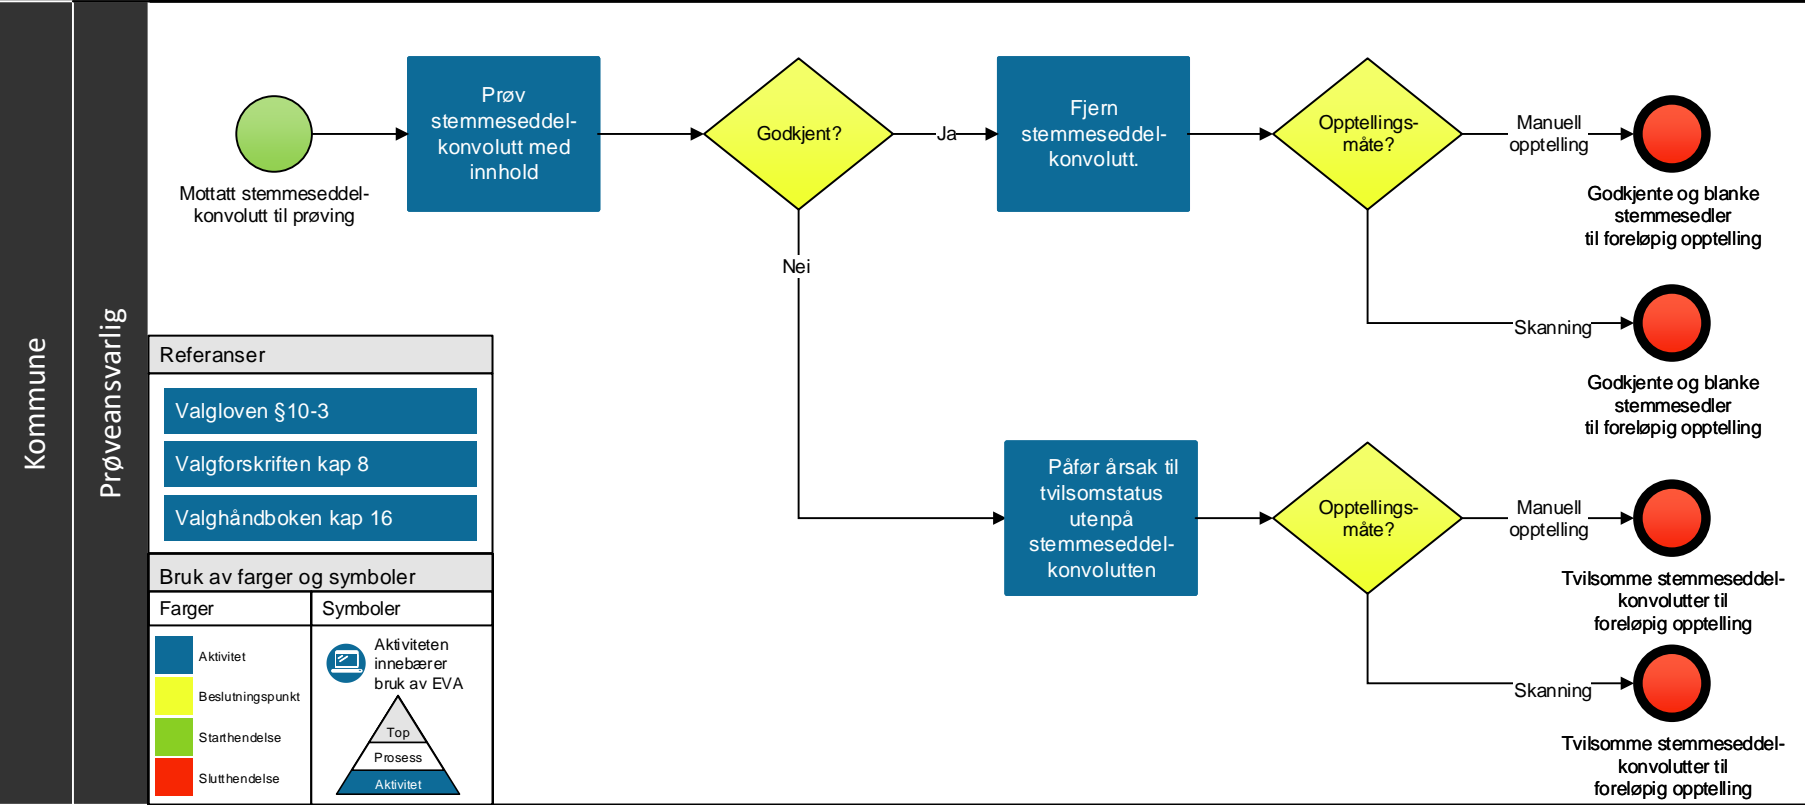 Kommune
Prøveansvarlig
Mottatt stemmeseddel-
konvolutt til prøving
Prøv
stemmeseddel-
konvolutt med
innhold
Godkjent?
Ja
Nei
Fjern
stemmeseddel-
konvolutt.
Opptellings-
måte?
Manuell
opptelling
Godkjente og blanke
stemmesedler
til foreløpig opptelling
Skanning
Godkjente og blanke
stemmesedler
til foreløpig opptelling
Påfør årsak til
tvilsomstatus
utenpå
stemmeseddel-
konvolutten
Opptellings-
måte?
Manuell
opptelling
Tvilsomme stemmeseddel-
konvolutter til
foreløpig opptelling
Skanning
Tvilsomme stemmeseddel-
konvolutter til
foreløpig opptelling
Referanser
Valgloven §10-3
Valgforskriften kap 8
Valghåndboken kap 16
Bruk av farger og symboler
Farger
Aktivitet
Beslutningspunkt
Starthendelse
Slutthendelse
Symboler
Aktiviteten
innebærer
bruk av EVA
Top
Prosess
Aktivitet